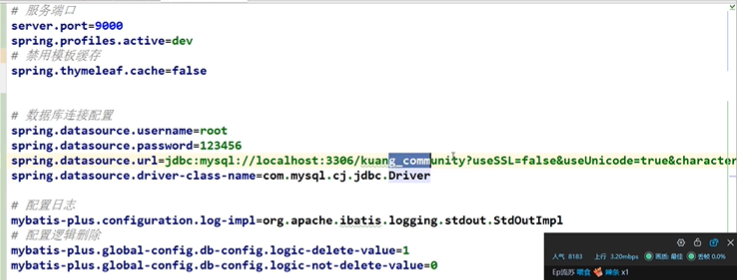 # 服务端口
server.port=9000
spring.profiles.active=dev
# 禁用模板缓存
spring.thymeleaf.cache=false
# 数据库连接配置
spring.datasource.username=root
spring.datasource.password=123456
spring.datasource.url=jdbc:mysql://localhost:3306/kuang_community?useSSL=false&useUnicode=true&character
spring.datasource.driver-class-name=com.mysql.cj.jdbc.Driver
# 配置日志
mybatis-plus.configuration.log-impl=org.apache.ibatis.logging.stdout.StdOutImpl
# 配置逻辑删除
mybatis-plus.global-config.db-config.logic-delete-value=1
mybatis-plus.global-config.db-config.logic-not-delete-value=0
人气 8183 上行 3.20mbps 画质: 最佳 丢帧 0.0%
Ep流苏 喂食 辣条 x1